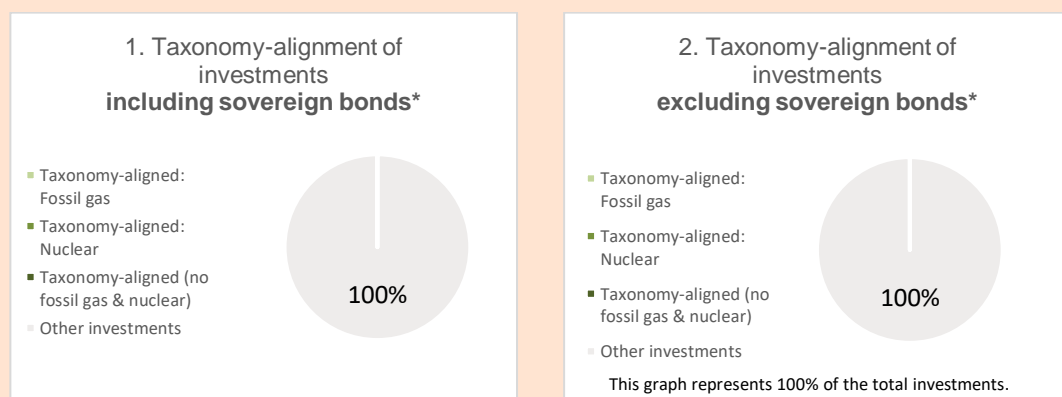 1. Taxonomy-alignment of
investments
including sovereign bonds*
Taxonomy-aligned:
Fossil gas
Taxonomy-aligned:
Nuclear
Taxonomy-aligned (no
fossil gas & nuclear)
Other investments
100%
2. Taxonomy-alignment of
investments
excluding sovereign bonds*
Taxonomy-aligned:
Fossil gas
Taxonomy-aligned:
Nuclear
Taxonomy-aligned (no
fossil gas & nuclear)
Other investments
100%
This graph represents 100% of the total investments.